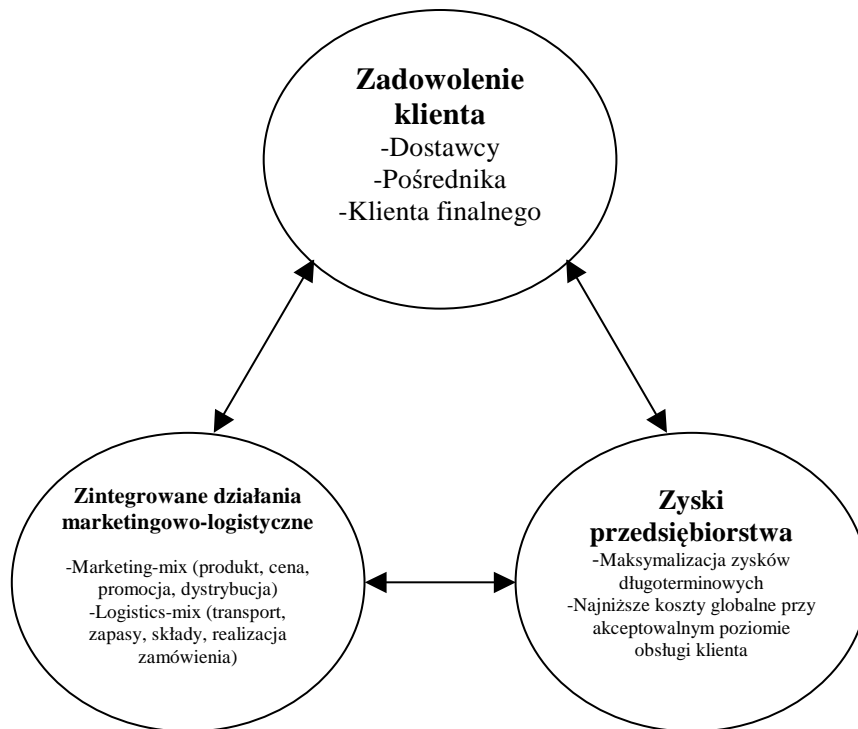 Zadowolenie
klienta
-Dostawcy
-Pośrednika
-Klienta finalnego
Zintegrowane działania
marketingowo-logistyczne
-Marketing-mix (produkt, cena,
promocja, dystrybucja)
-Logistics-mix (transport,
zapasy, składy, realizacja
zamówienia)
Zyski
przedsiębiorstwa
-Maksymalizacja zysków
długoterminowych
-Najniższe koszty globalne przy
akceptowalnym poziomie
obsługi klienta